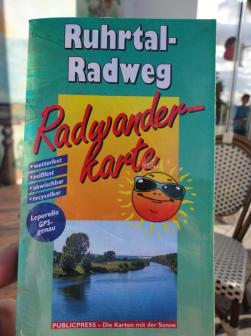 Ruhrtal-
Radweg
Radwander-
karte
• wetterfest
• reißfest
• abwischbar
• recycelbar
Leporello
GPS-
genau
PUBLICPRESS – Die Karten mit der Sonne